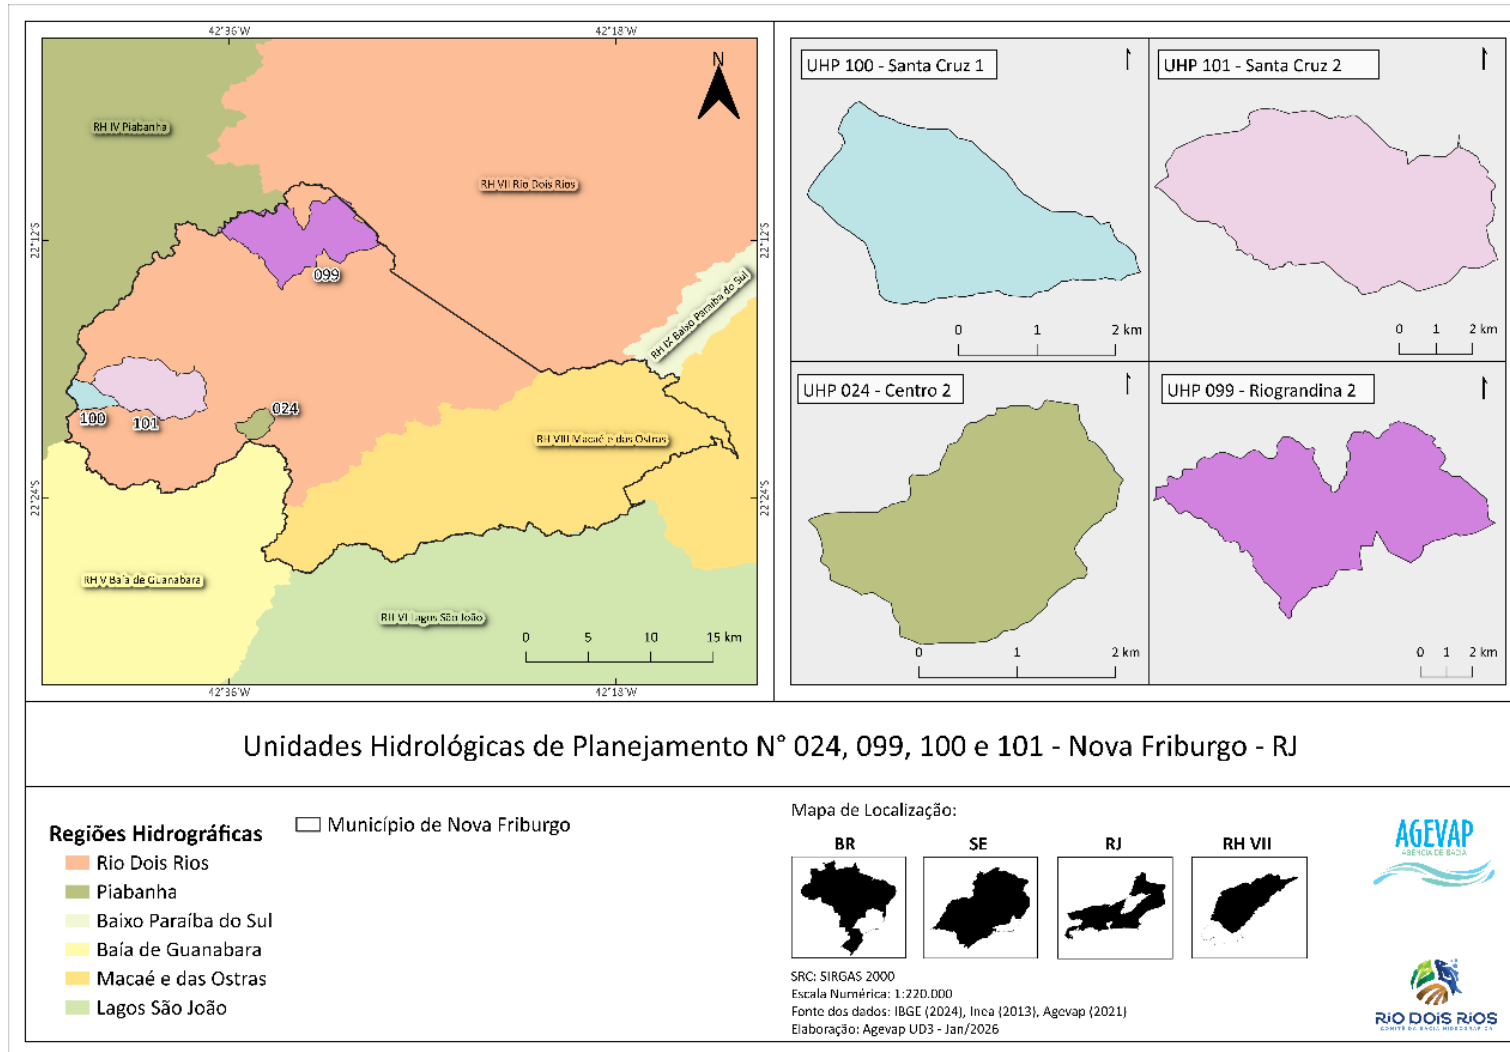 42°36'W
42°18'W
N
RH IV Piabanha
RH VII Rio Dois Rios
22°12'S
22°12'S
099
RH IX Baixo Paraíba do Sul
100
101
024
RH VIII Macaé e das Ostras
22°24'S
22°24'S
RH V Baía de Guanabara
RH VI Lagos São João
0 5 10 15 km
42°36'W
42°18'W
UHP 100 - Santa Cruz 1
0 1 2 km
UHP 101 - Santa Cruz 2
0 1 2 km
UHP 024 - Centro 2
0 1 2 km
UHP 099 - Riograndina 2
0 1 2 km
Unidades Hidrológicas de Planejamento N° 024, 099, 100 e 101 - Nova Friburgo - RJ
Regiões Hidrográficas
Rio Dois Rios
Piabanha
Baixo Paraíba do Sul
Baía de Guanabara
Macaé e das Ostras
Lagos São João
Município de Nova Friburgo
Mapa de Localização:
BR SE RJ RH VII
SRC: SIRGAS 2000
Escala Numérica: 1:220.000
Fonte dos dados: IBGE (2024), Inea (2013), Agevap (2021)
Elaboração: Agevap UD3 - Jan/2026
AGEVAP
AGÊNCIA DE BACIA
RIO DOIS RIOS
COMITÊ DA BACIA HIDROGRÁFICA